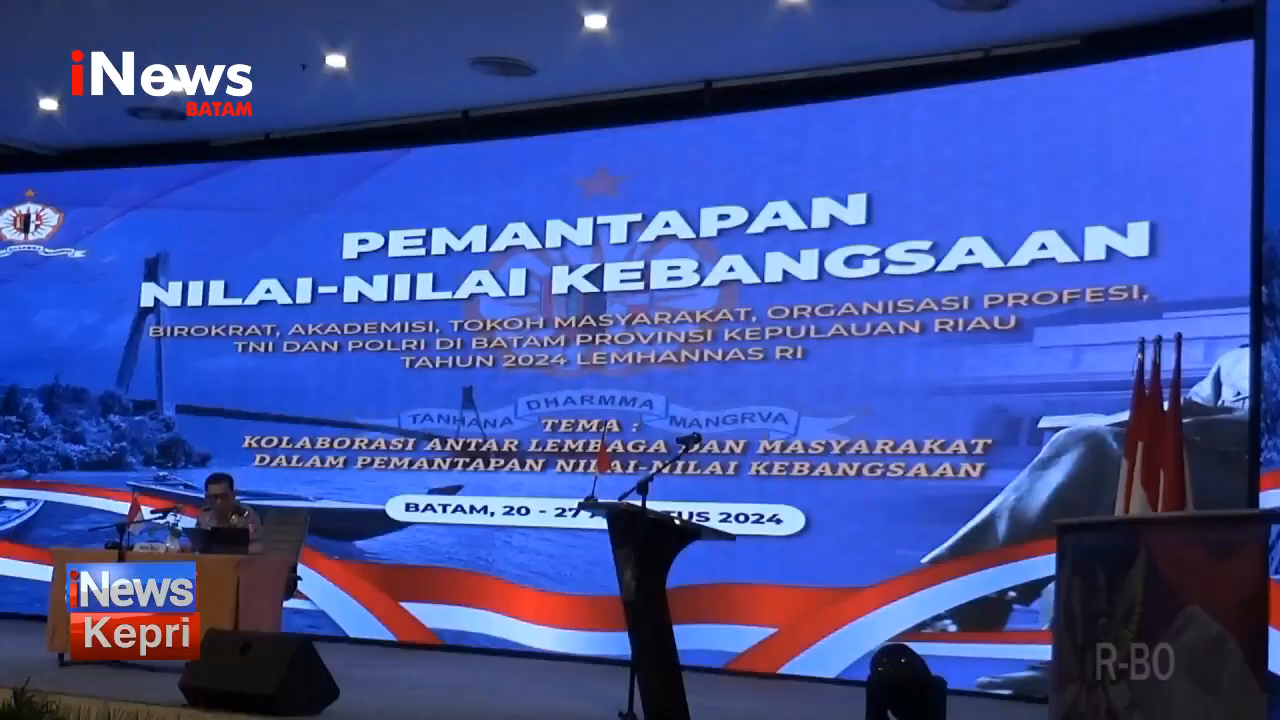 iNews
BATAM
PEMANTAPAN
NILAI-NILAI KEBANGSAAN
BIROKRAT, AKADEMISI, TOKOH MASYARAKAT, ORGANISASI PROFESI,
TNI DAN POLRI DI BATAM PROVINSI KEPULAUAN RIAU
TAHUN 2024 LEMHANNAS RI
TANHANA DHARMMA MANGRVA
TEMA :
KOLABORASI ANTAR LEMBAGA DAN MASYARAKAT
DALAM PEMANTAPAN NILAI-NILAI KEBANGSAAN
BATAM, 20 - 27 AGUSTUS 2024
iNews
Kepri
R-BO